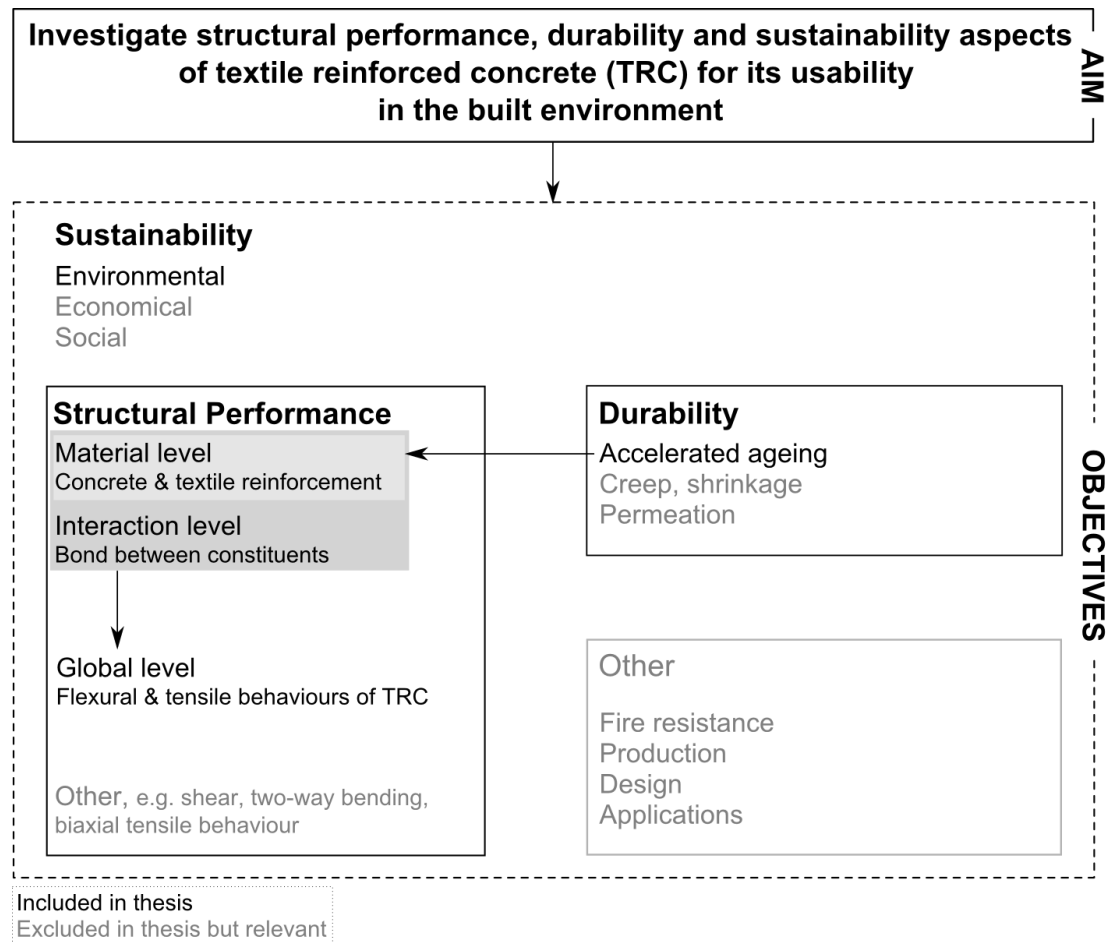 Investigate structural performance, durability and sustainability aspects
of textile reinforced concrete (TRC) for its usability
in the built environment
AIM
Sustainability
Environmental
Economical
Social
Structural Performance
Material level
Concrete & textile reinforcement
Interaction level
Bond between constituents
Global level
Flexural & tensile behaviours of TRC
Other, e.g. shear, two-way bending,
biaxial tensile behaviour
Durability
Accelerated ageing
Creep, shrinkage
Permeation
Other
Fire resistance
Production
Design
Applications
OBJECTIVES
Included in thesis
Excluded in thesis but relevant